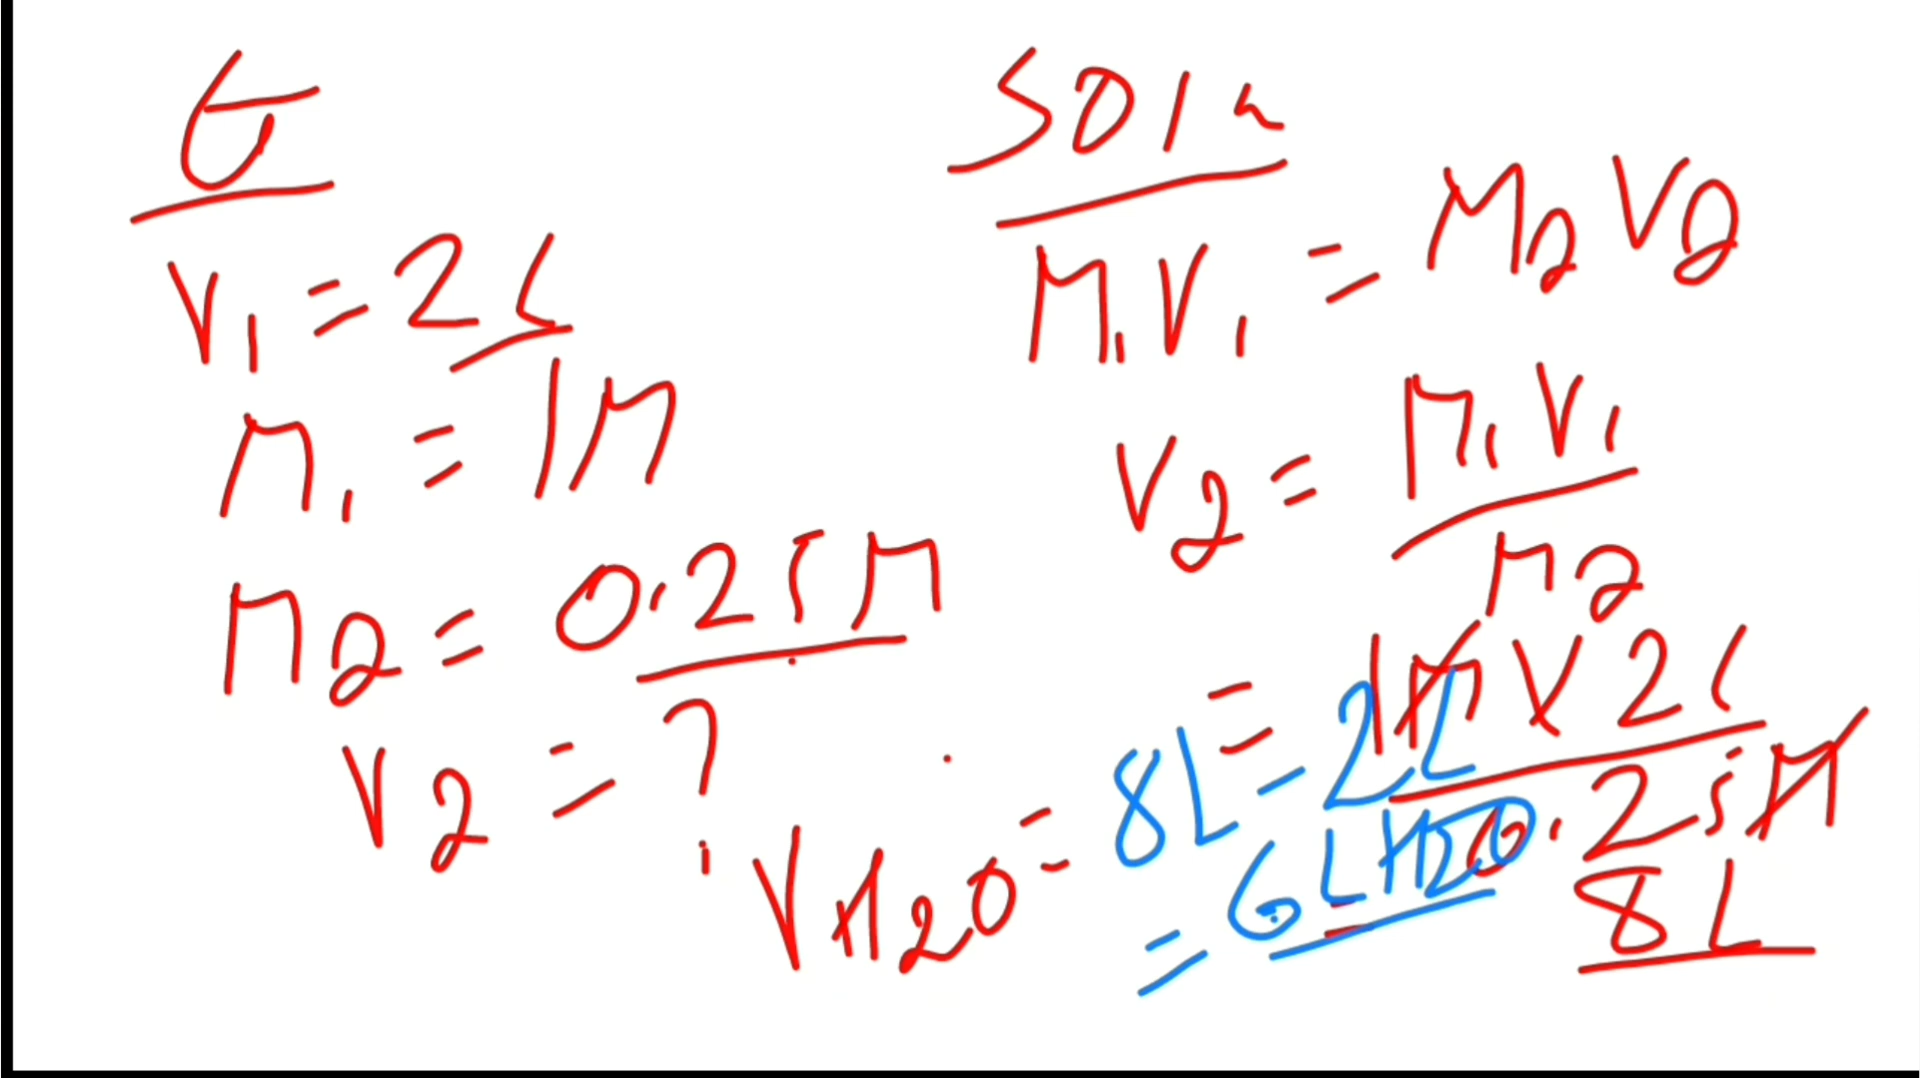 G
V₁ = 2L
M₁ = 1M
M₂ = 0.25M
V₂ = ?
Soln
M₁V₁ = M₂V₂
V₂ = M₁V₁
M₂
= 1M X 2L
0.25M
8L
VH₂O = 8L - 2L
= 6L H₂O